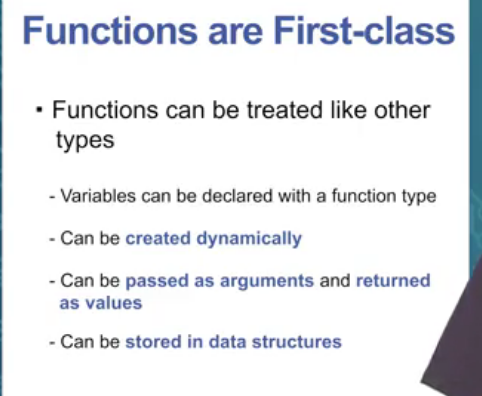 Functions are First-class
▪ Functions can be treated like other
types
- Variables can be declared with a function type
- Can be created dynamically
- Can be passed as arguments and returned
as values
- Can be stored in data structures